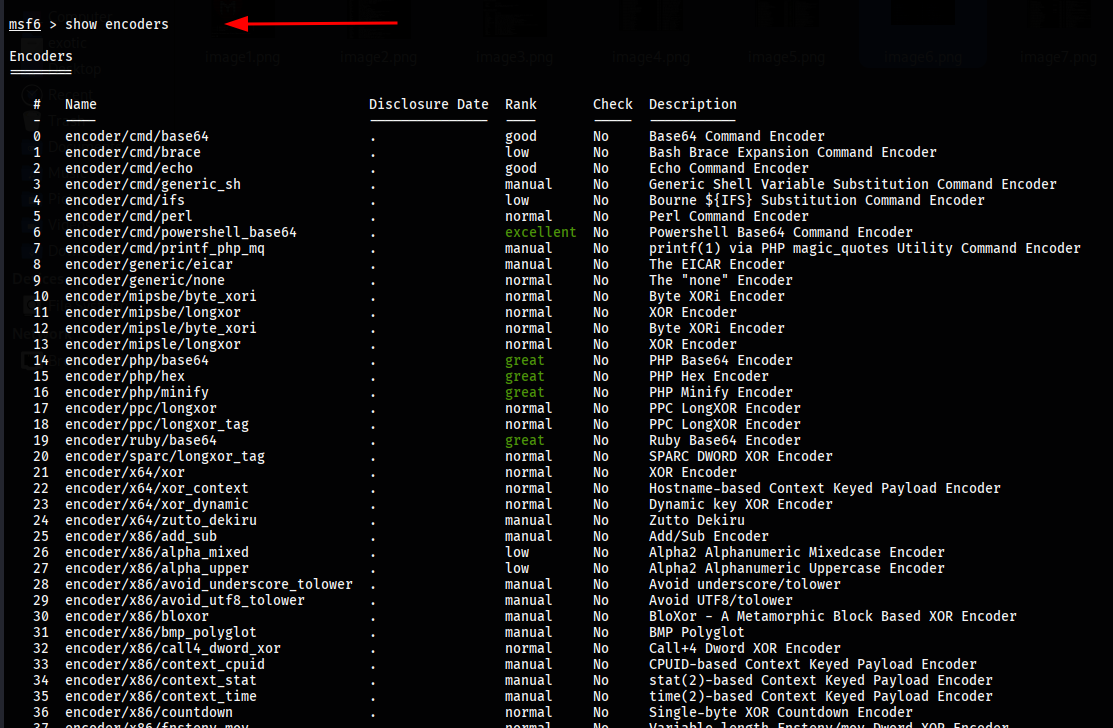 msf6 > show encoders
Encoders
# Name Disclosure Date Rank Check Description
0 encoder/cmd/base64 . good No Base64 Command Encoder
1 encoder/cmd/brace . low No Bash Brace Expansion Command Encoder
2 encoder/cmd/echo . good No Echo Command Encoder
3 encoder/cmd/generic_sh . manual No Generic Shell Variable Substitution Command Encoder
4 encoder/cmd/ifs . low No Bourne ${IFS} Substitution Command Encoder
5 encoder/cmd/perl . normal No Perl Command Encoder
6 encoder/cmd/powershell_base64 . excellent No Powershell Base64 Command Encoder
7 encoder/cmd/printf_php_mq . manual No printf(1) via PHP magic_quotes Utility Command Encoder
8 encoder/generic/eicar . manual No The EICAR Encoder
9 encoder/generic/none . normal No The "none" Encoder
10 encoder/mipsbe/byte_xori . normal No Byte XORi Encoder
11 encoder/mipsbe/longxor . normal No XOR Encoder
12 encoder/mipsle/byte_xori . normal No Byte XORi Encoder
13 encoder/mipsle/longxor . normal No XOR Encoder
14 encoder/php/base64 . great No PHP Base64 Encoder
15 encoder/php/hex . great No PHP Hex Encoder
16 encoder/php/minify . great No PHP Minify Encoder
17 encoder/ppc/longxor . normal No PPC LongXOR Encoder
18 encoder/ppc/longxor_tag . normal No PPC LongXOR Encoder
19 encoder/ruby/base64 . great No Ruby Base64 Encoder
20 encoder/sparc/longxor_tag . normal No SPARC DWORD XOR Encoder
21 encoder/x64/xor . normal No XOR Encoder
22 encoder/x64/xor_context . normal No Hostname-based Context Keyed Payload Encoder
23 encoder/x64/xor_dynamic . normal No Dynamic key XOR Encoder
24 encoder/x64/zutto_dekiru . manual No Zutto Dekiru
25 encoder/x86/add_sub . manual No Add/Sub Encoder
26 encoder/x86/alpha_mixed . low No Alpha2 Alphanumeric Mixedcase Encoder
27 encoder/x86/alpha_upper . low No Alpha2 Alphanumeric Uppercase Encoder
28 encoder/x86/avoid_underscore_tolower . manual No Avoid underscore/tolower
29 encoder/x86/avoid_utf8_tolower . manual No Avoid UTF8/tolower
30 encoder/x86/bloxor . manual No BloXor - A Metamorphic Block Based XOR Encoder
31 encoder/x86/bmp_polyglot . manual No BMP Polyglot
32 encoder/x86/call4_dword_xor . normal No Call+4 Dword XOR Encoder
33 encoder/x86/context_cpuid . manual No CPUID-based Context Keyed Payload Encoder
34 encoder/x86/context_stat . manual No stat(2)-based Context Keyed Payload Encoder
35 encoder/x86/context_time . manual No time(2)-based Context Keyed Payload Encoder
36 encoder/x86/countdown . normal No Single-byte XOR Countdown Encoder